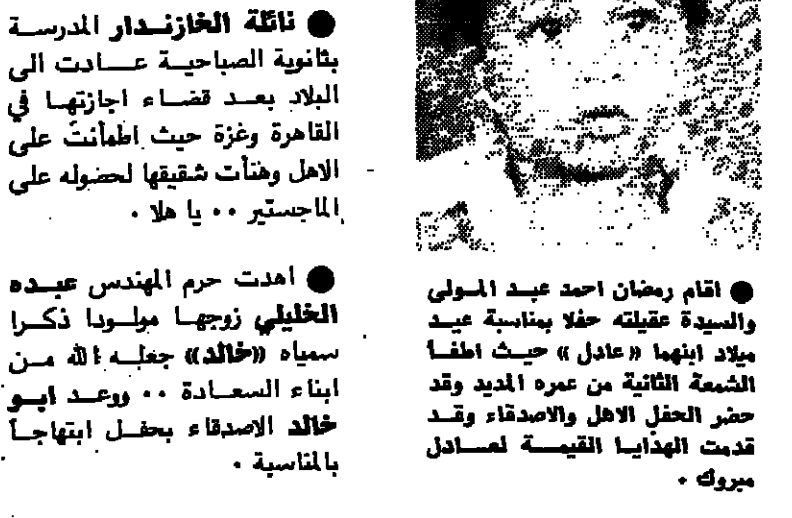 ● اقام رمضان احمد عبد المولى
والسيدة عقيلته حفلا بمناسبة عيد
ميلاد ابنهما «عادل» حيث اطفأ
الشمعة الثانية من عمره المديد وقد
حضر الحفل الاهل والاصدقاء وقد
قدمت الهدايا القيمة لعادل
مبروك .
● نائلة الخازندار المدرسة
بثانوية الصباحية عادت الى
البلاد بعد قضاء اجازتها في
القاهرة وغزة حيث اطمأنت على
الاهل وهنأت شقيقها لحضوله على
الماجستير .. يا هلا .
● اهدت حرم المهندس عبده
الخليلي زوجها مولودا ذكرا
سمياه «خالد» جعله الله من
ابناء السعادة .. ووعد ابو
خالد الاصدقاء بحفل ابتهاجاً
بالمناسبة .